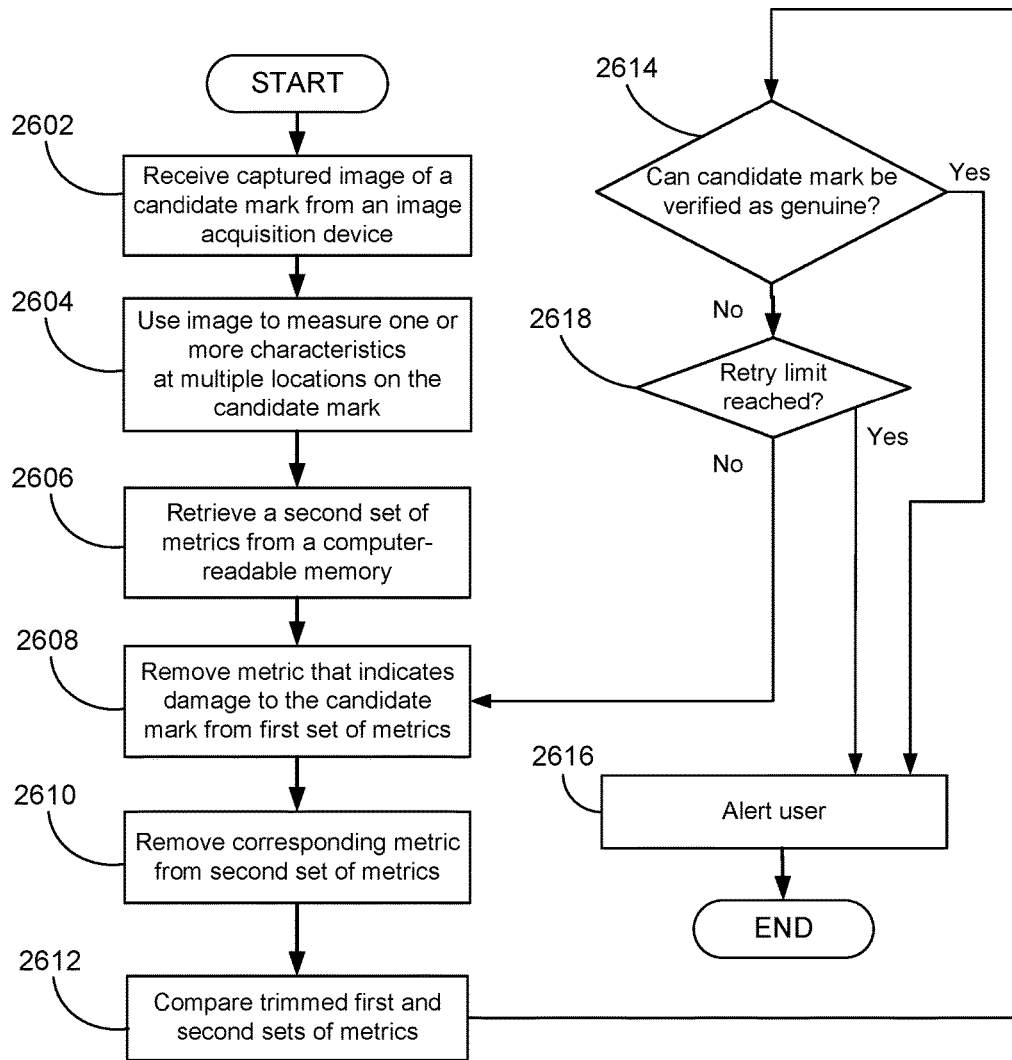 START
2602
Receive captured image of a
candidate mark from an image
acquisition device
2604
Use image to measure one or
more characteristics
at multiple locations on the
candidate mark
2606
Retrieve a second set of
metrics from a computer-
readable memory
2608
Remove metric that indicates
damage to the candidate
mark from first set of metrics
2610
Remove corresponding metric
from second set of metrics
2612
Compare trimmed first and
second sets of metrics
2614
Can candidate mark be
verified as genuine?
Yes
No
2618
Retry limit
reached?
Yes
No
2616
Alert user
END